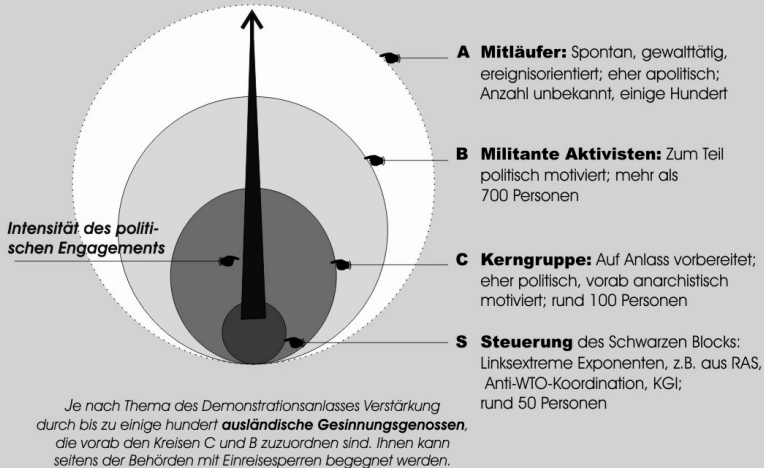 A Mitläufer: Spontan, gewalttätig,
ereignisorientiert; eher apolitisch;
Anzahl unbekannt, einige Hundert
B Militante Aktivisten: Zum Teil
politisch motiviert; mehr als
700 Personen
Intensität des politi-
schen Engagements
C Kerngruppe: Auf Anlass vorbereitet;
eher politisch, vorab anarchistisch
motiviert; rund 100 Personen
S Steuerung des Schwarzen Blocks:
Linksextreme Exponenten, z.B. aus RAS,
Anti-WTO-Koordination, KGI;
rund 50 Personen
Je nach Thema des Demonstrationsanlasses Verstärkung
durch bis zu einige hundert ausländische Gesinnungsgenossen,
die vorab den Kreisen C und B zuzuordnen sind. Ihnen kann
seitens der Behörden mit Einreisesperren begegnet werden.